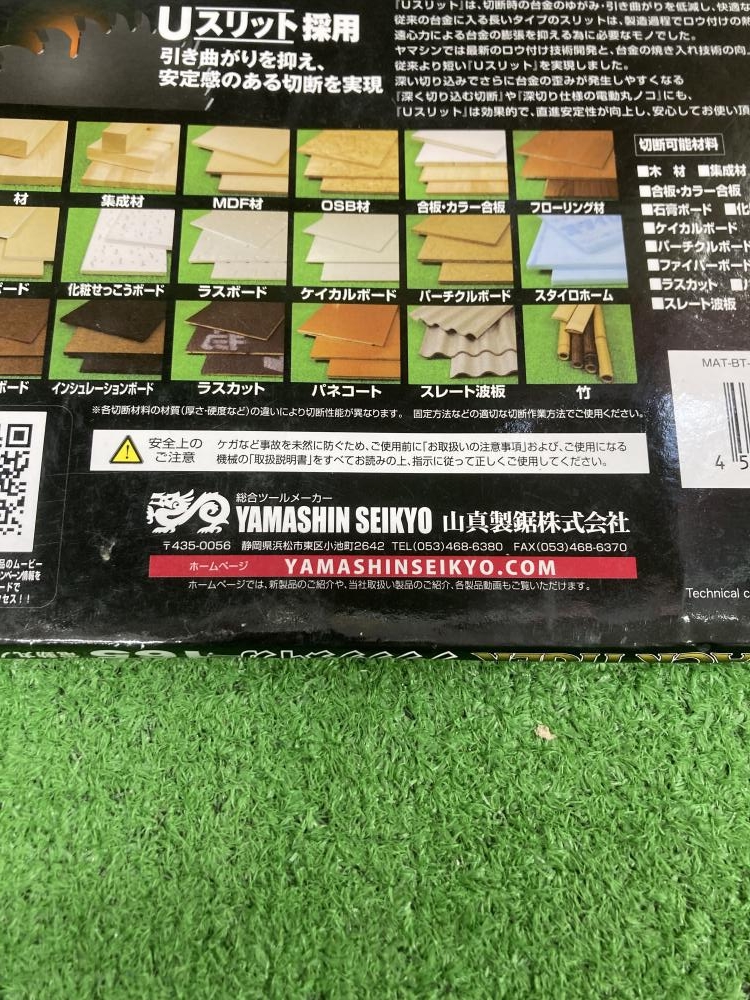 Uスリット採用
引き曲がりを抑え、
安定感のある切断を実現
『Uスリット』は、切断時の台金のゆがみ・引き曲がりを低減し、快適な
従来の台金に入る長いタイプのスリットは、製造過程でロウ付けの熱
遠心力による台金の膨張を抑える為に必要なモノでした。
ヤマシンでは最新のロウ付け技術開発と、台金の焼き入れ技術の向上
従来より短い『Uスリット』を実現しました。
深い切り込みでさらに台金の歪みが発生しやすくなる
『深く切り込む切断』や『深切り仕様の電動丸ノコ』にも、
『Uスリット』は効果的で、直進安定性が向上し、安心してお使い頂
材 集成材 MDF材 OSB材 合板・カラー合板 フローリング材
ボード 化粧せっこうボード ラスボード ケイカルボード パーチクルボード スタイロホーム
ボード インシュレーションボード ラスカット パネコート スレート波板 竹
切断可能材料
■木 材 ■集成材
■合板・カラー合板
■石膏ボード ■化
■ケイカルボード
■パーチクルボード
■ファイバーボード
■ラスカット ■パ
■スレート波板
MAT-BT-
4 5
※各切断材料の材質(厚さ・硬度など)の違いにより切断性能が異なります。 固定方法などの適切な切断作業方法でご使用ください。
安全上の
ご注意
ケガなど事故を未然に防ぐため、ご使用前に「お取扱いの注意事項」および、ご使用になる
機械の「取扱説明書」をすべてお読みの上、指示に従って正しくご使用してください。
総合ツールメーカー
YAMASHIN SEIKYO 山真製鋸株式会社
〒435-0056 静岡県浜松市東区小池町2642 TEL(053)468-6380 FAX(053)468-6370
ホームページ YAMASHINSEIKYO.COM
ホームページでは、新製品のご紹介や、当社取扱い製品のご紹介、各製品動画もご覧いただけます。
品のムービー
ンペーン情報を
ードで
セス!!
Technical c